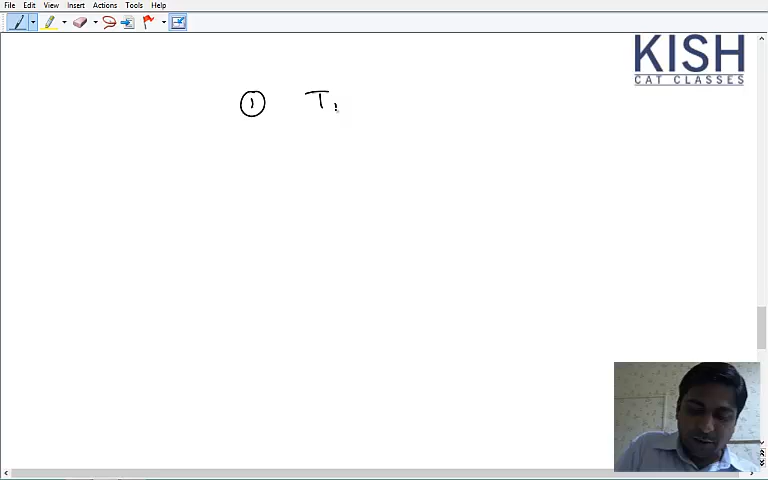 File Edit View Insert Actions Tools Help
KISH
CAT CLASSES
① T₁